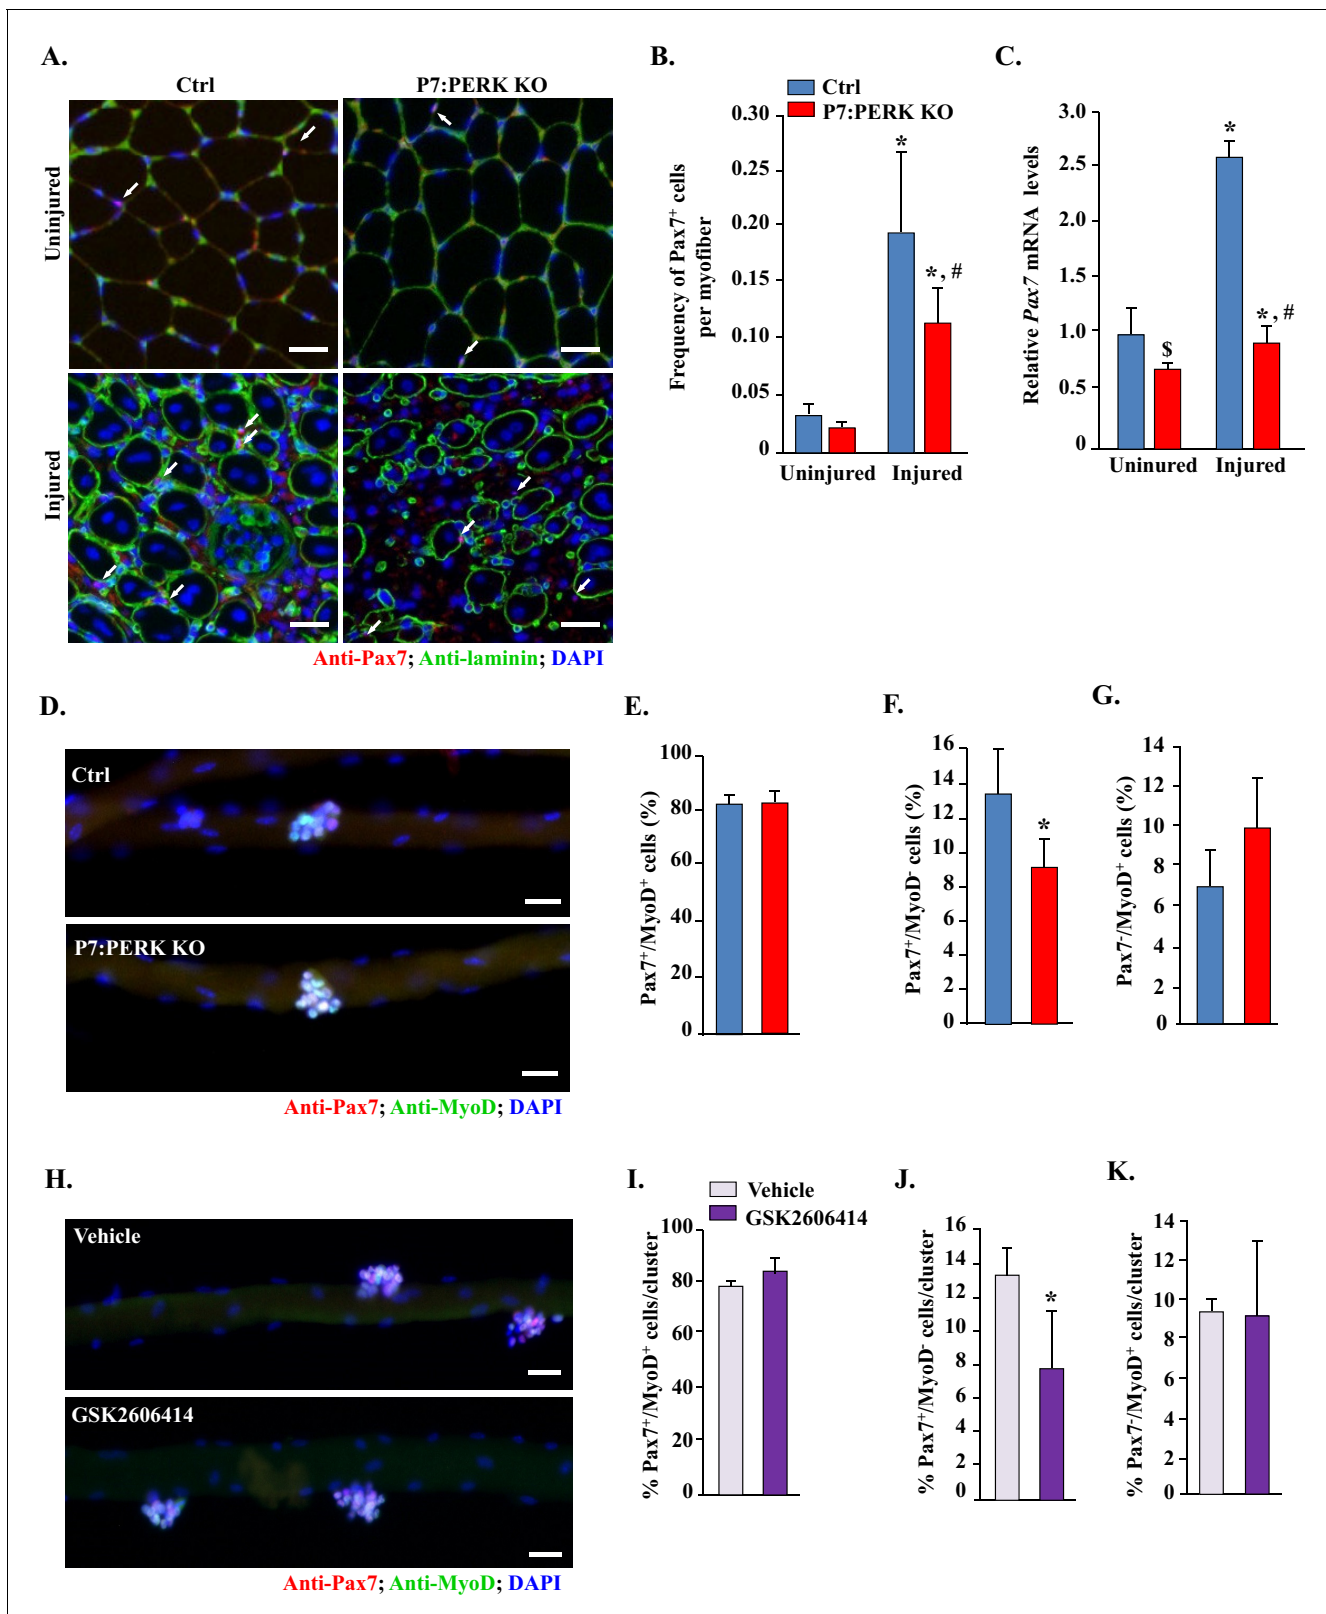 A.
Ctrl
P7:PERK KO
Uninjured
Injured
Anti-Pax7; Anti-laminin; DAPI
B.
Ctrl
P7:PERK KO
Frequency of Pax7+ cells
per myofiber
0.30
0.25
0.20
0.15
0.10
0.05
0
*
*, #
Uninjured
Injured
C.
Relative Pax7 mRNA levels
3.0
2.5
2.0
1.5
1.0
0.5
0
$
*
*, #
Uninured
Injured
D.
Ctrl
P7:PERK KO
Anti-Pax7; Anti-MyoD; DAPI
E.
Pax7+/MyoD+ cells (%)
100
80
60
40
20
0
F.
Pax7+/MyoD- cells (%)
16
14
12
10
8
6
4
2
0
*
G.
Pax7-/MyoD+ cells (%)
14
12
10
8
6
4
2
0
H.
Vehicle
GSK2606414
Anti-Pax7; Anti-MyoD; DAPI
I.
Vehicle
GSK2606414
% Pax7+/MyoD+ cells/cluster
100
80
60
40
20
0
J.
% Pax7+/MyoD- cells/cluster
16
14
12
10
8
6
4
2
0
*
K.
% Pax7-/MyoD+ cells/cluster
14
12
10
8
6
4
2
0